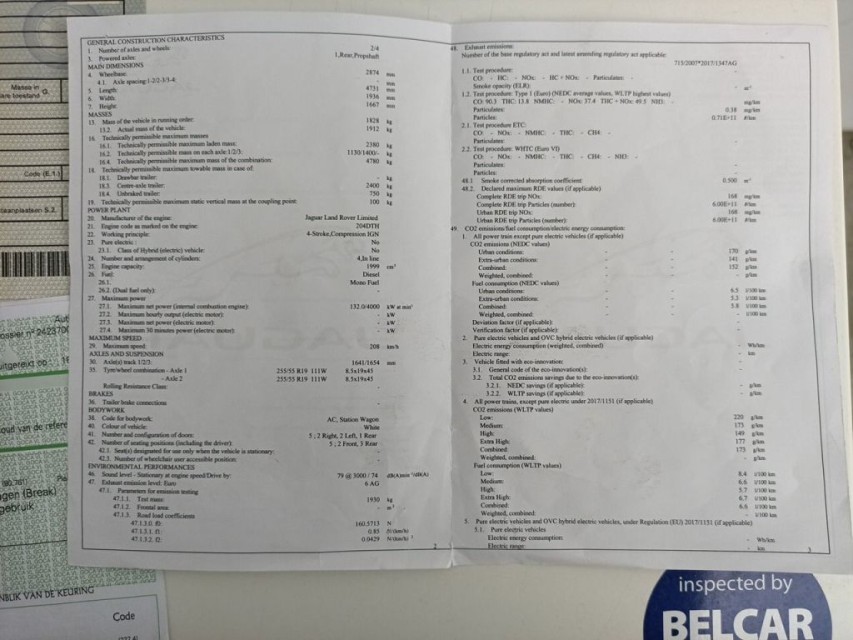 GENERAL CONSTRUCTION CHARACTERISTICS
1. Number of axles and wheels: 2/4
3. Powered axles: 1,Rear,Propshaft
MAIN DIMENSIONS
4. Wheelbase: 2874 mm
4.1. Axle spacing:1-2/2-3/3-4: - mm
5. Length: 4731 mm
6. Width: 1936 mm
7. Height: 1667 mm
MASSES
13. Mass of the vehicle in running order: 1828 kg
13.2. Actual mass of the vehicle: 1912 kg
16. Technically permissible maximum masses
16.1. Technically permissible maximum laden mass: 2380 kg
16.2. Technically permissible mass on each axle 1/2/3: 1130/1400/- kg
16.4. Technically permissible maximum mass of the combination: 4780 kg
18. Technically permissible maximum towable mass in case of:
18.1. Drawbar trailer: - kg
18.3. Centre-axle trailer: 2400 kg
18.4. Unbraked trailer: 750 kg
19. Technically permissible maximum static vertical mass at the coupling point: 100 kg
POWER PLANT
20. Manufacturer of the engine: Jaguar Land Rover Limited
21. Engine code as marked on the engine: 204DTH
22. Working principle: 4-Stroke,Compression IGN
23. Pure electric: No
23.1. Class of Hybrid (electric) vehicle: No
24. Number and arrangement of cylinders: 4,In line
25. Engine capacity: 1999 cm³
26. Fuel: Diesel
26.1. Mono Fuel
26.2. (Dual fuel only):
27. Maximum power
27.1. Maximum net power (internal combustion engine): 132.0/4000 kW at min
27.2. Maximum hourly output (electric motor): - kW
27.3. Maximum net power (electric motor): - kW
27.4. Maximum 30 minutes power (electric motor): - kW
MAXIMUM SPEED
29. Maximum speed: 208 km/h
AXLES AND SUSPENSION
30. Axle(s) track 1/2/3: 1641/1654 mm
35. Tyre/wheel combination - Axle 1 255/55 R19 111W 8.5x19x45
- Axle 2 255/55 R19 111W 8.5x19x45
Rolling Resistance Class:
BRAKES
36. Trailer brake connections
BODYWORK
38. Code for bodywork: AC, Station Wagon
40. Colour of vehicle: White
41. Number and configuration of doors: 5 ; 2 Right, 2 Left, 1 Rear
42. Number of seating positions (including the driver): 5 ; 2 Front, 3 Rear
42.1. Seat(s) designated for use only when the vehicle is stationary:
42.3. Number of wheelchair user accessible position:
ENVIRONMENTAL PERFORMANCES
46. Sound level - Stationary at engine speed/Drive by: 79 @ 3000 / 74
47. Exhaust emission level: Euro 6 AG
47.1. Parameters for emission testing
47.1.1. Test mass: 1930 kg
47.1.2. Frontal area: - m²
47.1.3. Road load coefficients
47.1.3.0. f0: 160.5713 N
47.1.3.1. f1: 0.85 N/(km/h)
47.1.3.2. f2: 0.0429 N/(km/h)²
2
48. Exhaust emissions:
Number of the base regulatory act and latest amending regulatory act applicable:
715/2007*2017/1347AG
1.1. Test procedure:
CO: - HC: - NOx: - HC + NOx: - Particulates: -
Smoke opacity (ELR): - m⁻¹
1.2. Test procedure: Type 1 (Euro) (NEDC average values, WLTP highest values)
CO: 90.3 THC: 13.8 NMHC: - NOx: 37.4 THC + NOx: 49.5 NH3: - mg/km
Particulates: 0.38 mg/km
Particles: 0.71E+11 #/km
2.1. Test procedure ETC:
CO: - NOx: - NMHC: - THC: - CH4: -
Particulates:
2.2. Test procedure: WHTC (Euro VI)
CO: - NOx: - NMHC: - THC: - CH4: - NH3: -
Particulates:
Particles:
48.1. Smoke corrected absorption coefficient: 0.500 m⁻¹
48.2. Declared maximum RDE values (if applicable)
Complete RDE trip NOx: 168 mg/km
Complete RDE trip Particles (number): 6.00E+11 #/km
Urban RDE trip NOx: 168 mg/km
Urban RDE trip Particles (number): 6.00E+11 #/km
49. CO2 emissions/fuel consumption/electric energy consumption:
1. All power train except pure electric vehicles (if applicable)
CO2 emissions (NEDC values)
Urban conditions: 170 g/km
Extra-urban conditions: 141 g/km
Combined: 152 g/km
Weighted, combined: - g/km
Fuel consumption (NEDC values)
Urban conditions: 6.5 l/100 km
Extra-urban conditions: 5.3 l/100 km
Combined: 5.8 l/100 km
Weighted, combined: - l/100 km
Deviation factor (if applicable):
Verification factor (if applicable):
2. Pure electric vehicles and OVC hybrid electric vehicles (if applicable)
Electric energy consumption (weighted, combined): - Wh/km
Electric range: - km
3. Vehicle fitted with eco-innovation:
3.1. General code of the eco-innovation(s):
3.2. Total CO2 emissions savings due to the eco-innovation(s):
3.2.1. NEDC savings (if applicable): - g/km
3.2.2. WLTP savings (if applicable): - g/km
4. All power trains, except pure electric under 2017/1151 (if applicable)
CO2 emissions (WLTP values)
Low: 220 g/km
Medium: 173 g/km
High: 149 g/km
Extra High: 177 g/km
Combined: 173 g/km
Weighted, combined: - g/km
Fuel consumption (WLTP values)
Low: 8.4 l/100 km
Medium: 6.6 l/100 km
High: 5.7 l/100 km
Extra High: 6.7 l/100 km
Combined: 6.6 l/100 km
Weighted, combined: - l/100 km
5. Pure electric vehicles and OVC hybrid electric vehicles, under Regulation (EU) 2017/1151 (if applicable)
5.1. Pure electric vehicles
Electric energy consumption: - Wh/km
Electric range: - km
3
Massa in
Code (E.1.)
itgereikt op
oud van de refere
gen (Break)
ebruik
BLIK VAN DE KEURING
Code
inspected by
BELCAR